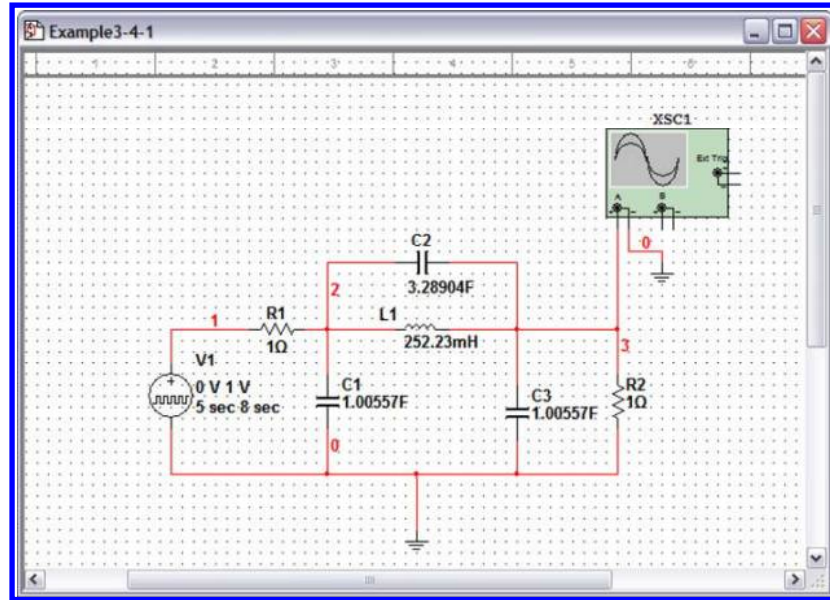 Example3-4-1
1 2 3 4 5 6
XSC1
Ext Trig
A B
0
C2
3.28904F
2
1
R1
1Ω
L1
252.23mH
3
V1
0 V 1 V
5 sec 8 sec
C1
1.00557F
C3
1.00557F
R2
1Ω
0